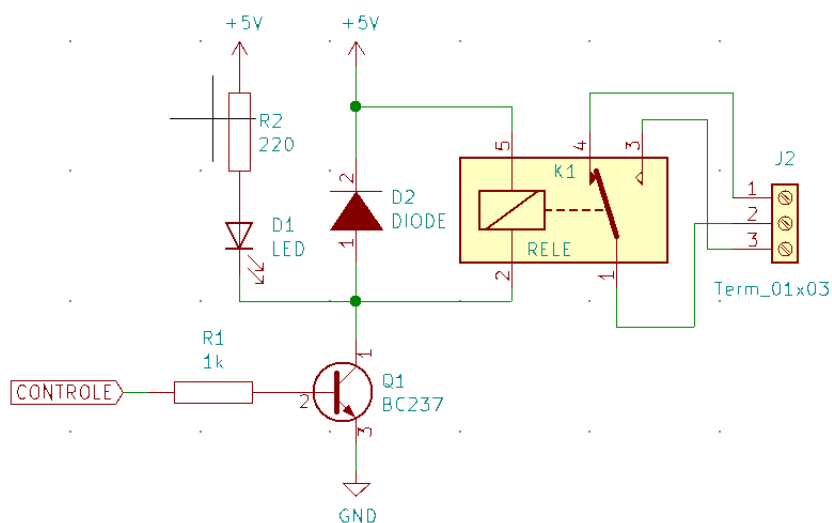 +5V
+5V
R2
220
5
4
3
K1
J2
1
2
3
2
D2
DIODE
1
D1
LED
RELE
2
1
Term_01x03
R1
1k
1
CONTROLE
2
Q1
BC237
3
GND